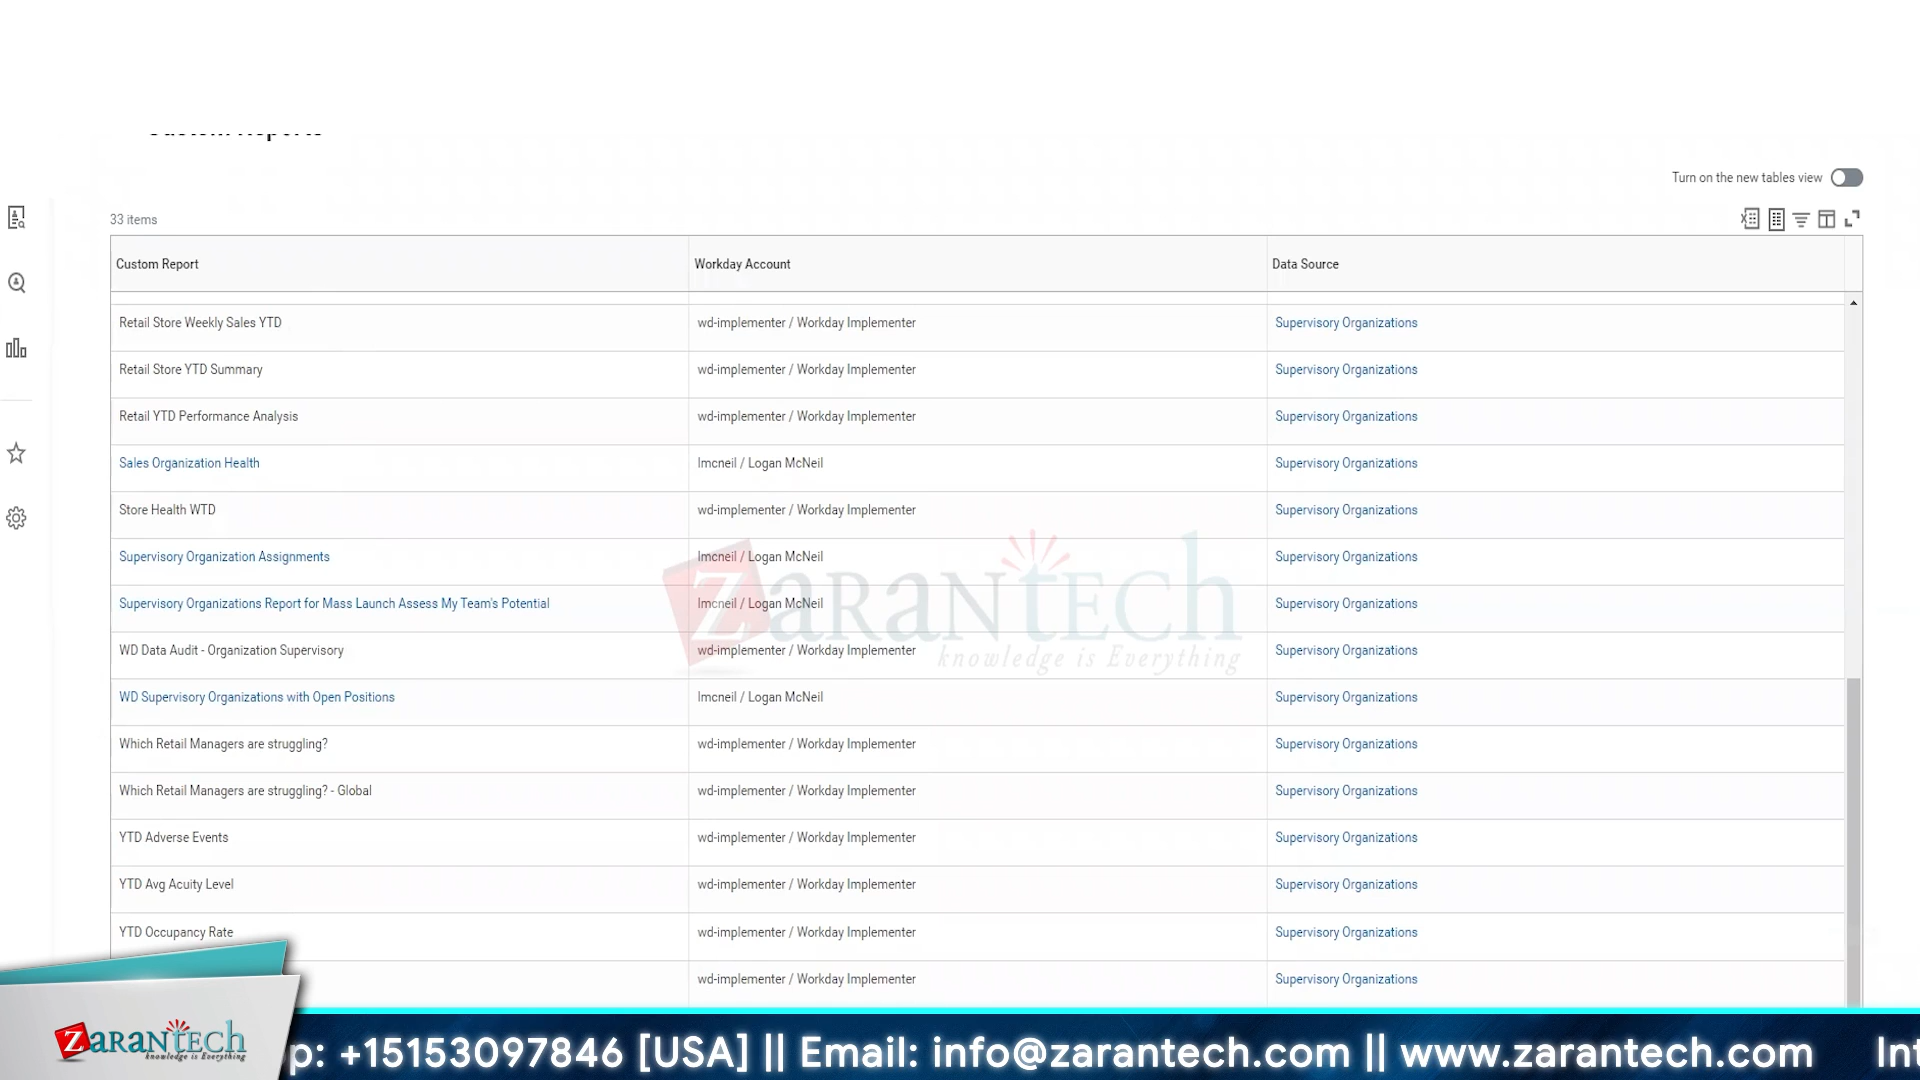 Custom Reports
Turn on the new tables view
33 items
Custom Report Workday Account Data Source
Retail Store Weekly Sales YTD wd-implementer / Workday Implementer Supervisory Organizations
Retail Store YTD Summary wd-implementer / Workday Implementer Supervisory Organizations
Retail YTD Performance Analysis wd-implementer / Workday Implementer Supervisory Organizations
Sales Organization Health lmcneil / Logan McNeil Supervisory Organizations
Store Health WTD wd-implementer / Workday Implementer Supervisory Organizations
Supervisory Organization Assignments lmcneil / Logan McNeil Supervisory Organizations
Supervisory Organizations Report for Mass Launch Assess My Team's Potential lmcneil / Logan McNeil Supervisory Organizations
WD Data Audit - Organization Supervisory wd-implementer / Workday Implementer Supervisory Organizations
WD Supervisory Organizations with Open Positions lmcneil / Logan McNeil Supervisory Organizations
Which Retail Managers are struggling? wd-implementer / Workday Implementer Supervisory Organizations
Which Retail Managers are struggling? - Global wd-implementer / Workday Implementer Supervisory Organizations
YTD Adverse Events wd-implementer / Workday Implementer Supervisory Organizations
YTD Avg Acuity Level wd-implementer / Workday Implementer Supervisory Organizations
YTD Occupancy Rate wd-implementer / Workday Implementer Supervisory Organizations
wd-implementer / Workday Implementer Supervisory Organizations
ZaranTech
knowledge is Everything
ZaranTech
knowledge is Everything
p: +15153097846 [USA] || Email: info@zarantech.com || www.zarantech.com Int